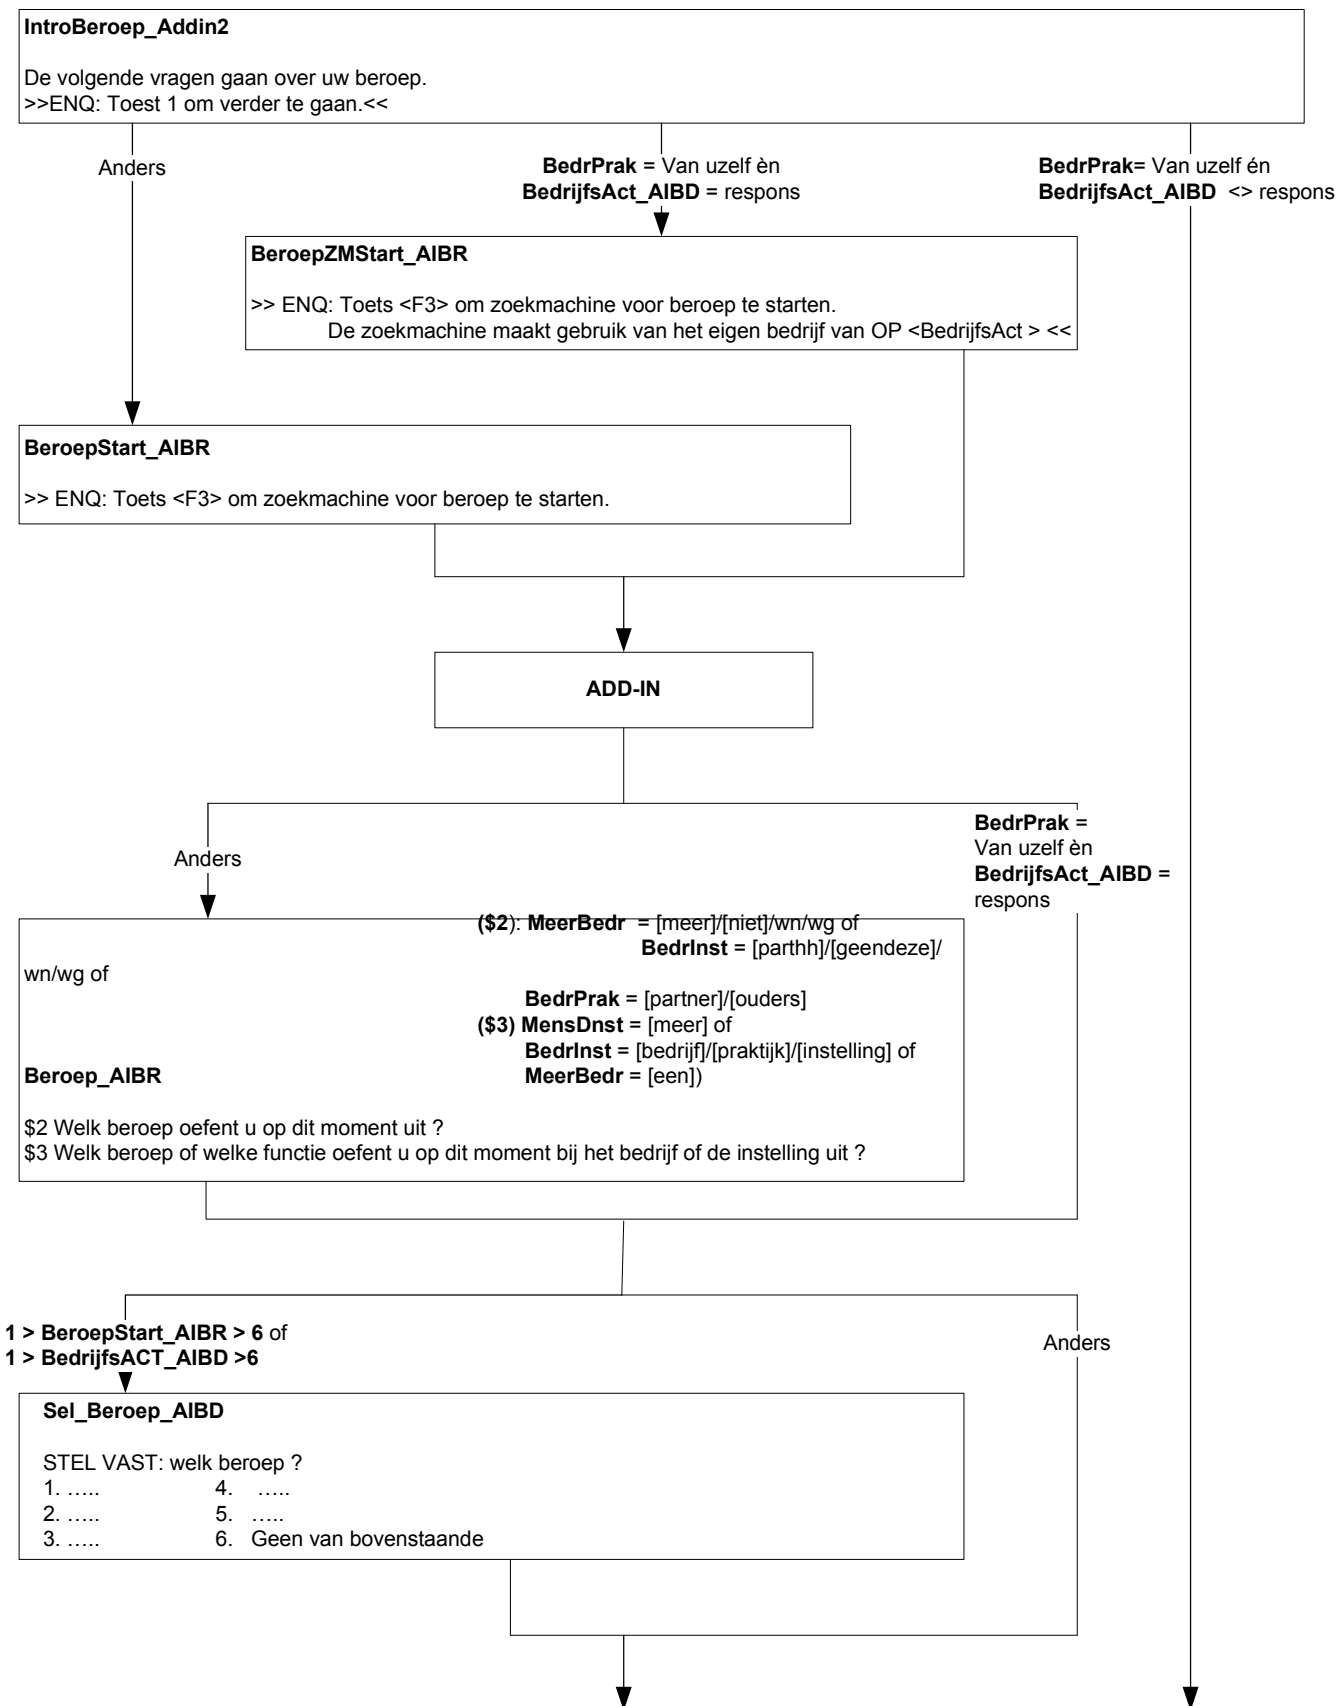 IntroBeroep_Addin2
De volgende vragen gaan over uw beroep.
>>ENQ: Toest 1 om verder te gaan.<<
Anders
BedrPrak = Van uzelf èn
BedrijfsAct_AIBD = respons
BedrPrak= Van uzelf én
BedrijfsAct_AIBD <> respons
BeroepZMStart_AIBR
>> ENQ: Toets <F3> om zoekmachine voor beroep te starten.
De zoekmachine maakt gebruik van het eigen bedrijf van OP <BedrijfsAct > <<
BeroepStart_AIBR
>> ENQ: Toets <F3> om zoekmachine voor beroep te starten.
ADD-IN
Anders
BedrPrak =
Van uzelf èn
BedrijfsAct_AIBD =
respons
($2): MeerBedr = [meer]/[niet]/wn/wg of
BedrInst = [parthh]/[geendeze]/
wn/wg of
BedrPrak = [partner]/[ouders]
($3) MensDnst = [meer] of
BedrInst = [bedrijf]/[praktijk]/[instelling] of
Beroep_AIBR MeerBedr = [een])
$2 Welk beroep oefent u op dit moment uit ?
$3 Welk beroep of welke functie oefent u op dit moment bij het bedrijf of de instelling uit ?
1 > BeroepStart_AIBR > 6 of
1 > BedrijfsACT_AIBD >6
Anders
Sel_Beroep_AIBD
STEL VAST: welk beroep ?
1. ….. 4. …..
2. ….. 5. …..
3. ….. 6. Geen van bovenstaande